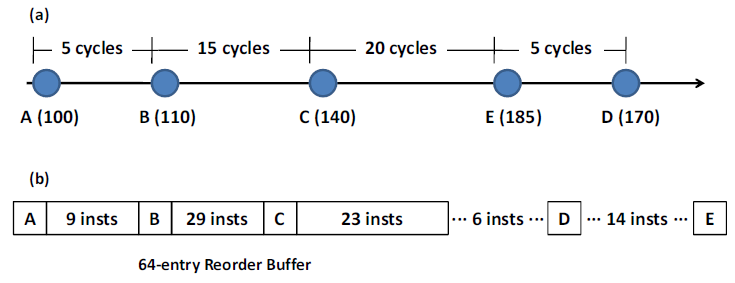 (a)
5 cycles 15 cycles 20 cycles 5 cycles
A (100) B (110) C (140) E (185) D (170)
(b)
A 9 insts B 29 insts C 23 insts ··· 6 insts ··· D ··· 14 insts ··· E
64-entry Reorder Buffer